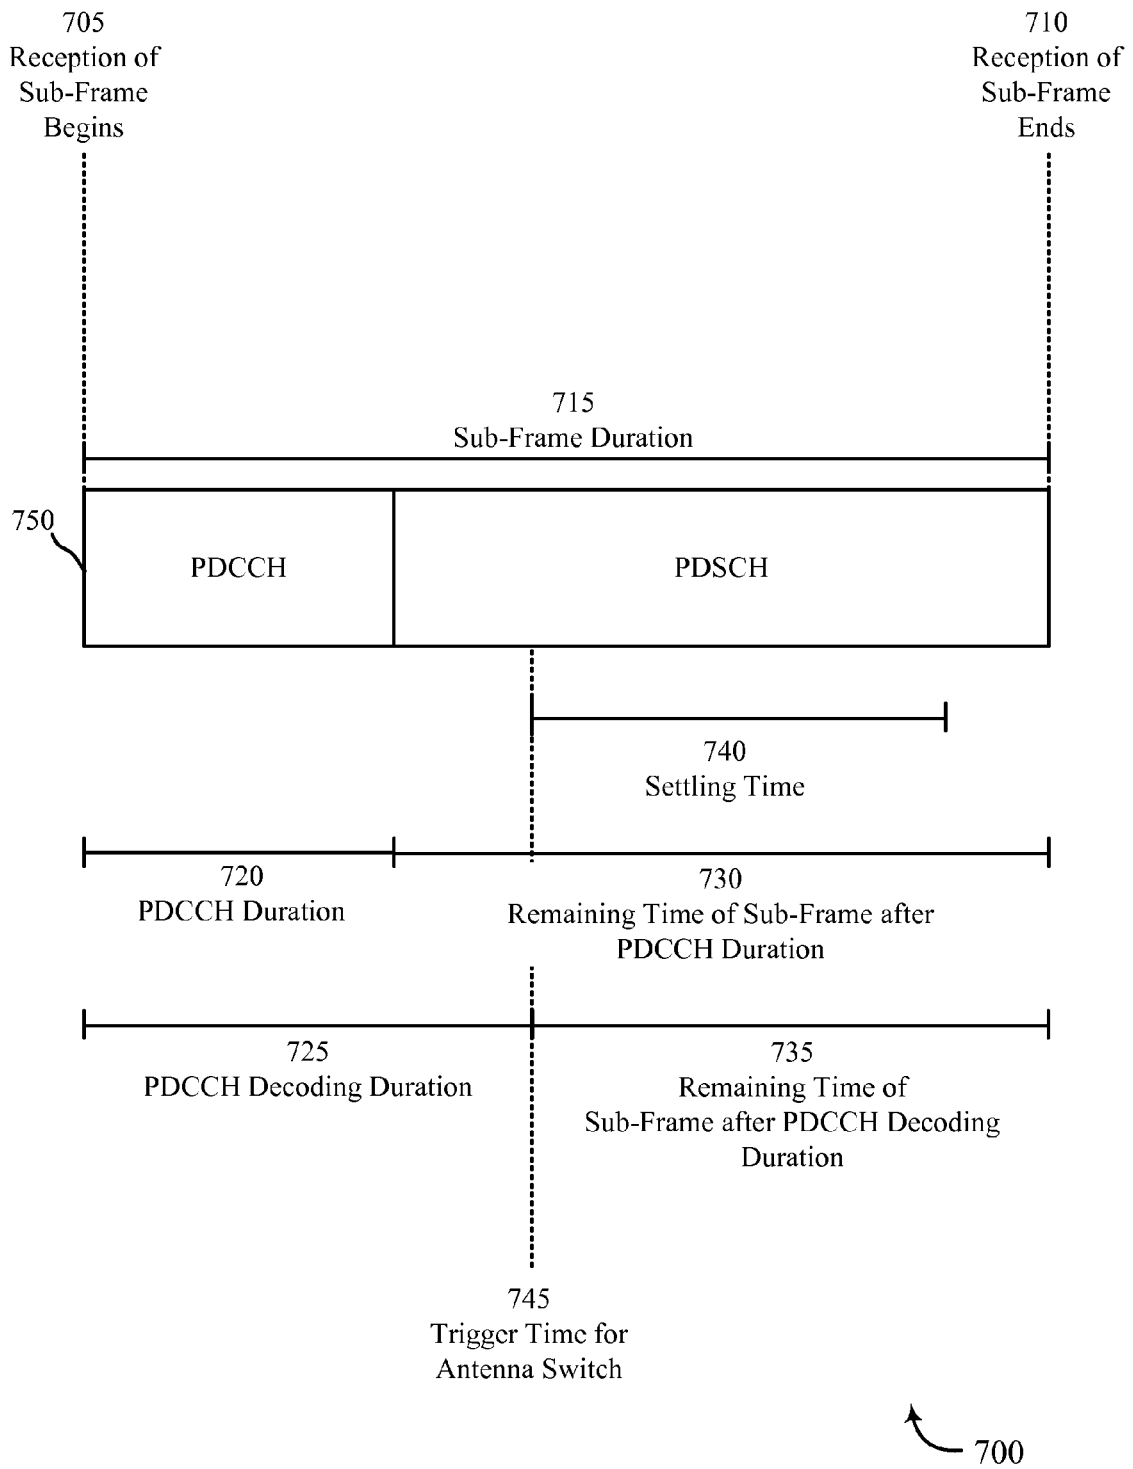 705
Reception of
Sub-Frame
Begins
710
Reception of
Sub-Frame
Ends
715
Sub-Frame Duration
750
PDCCH
PDSCH
740
Settling Time
720
PDCCH Duration
730
Remaining Time of Sub-Frame after
PDCCH Duration
725
PDCCH Decoding Duration
735
Remaining Time of
Sub-Frame after PDCCH Decoding
Duration
745
Trigger Time for
Antenna Switch
700